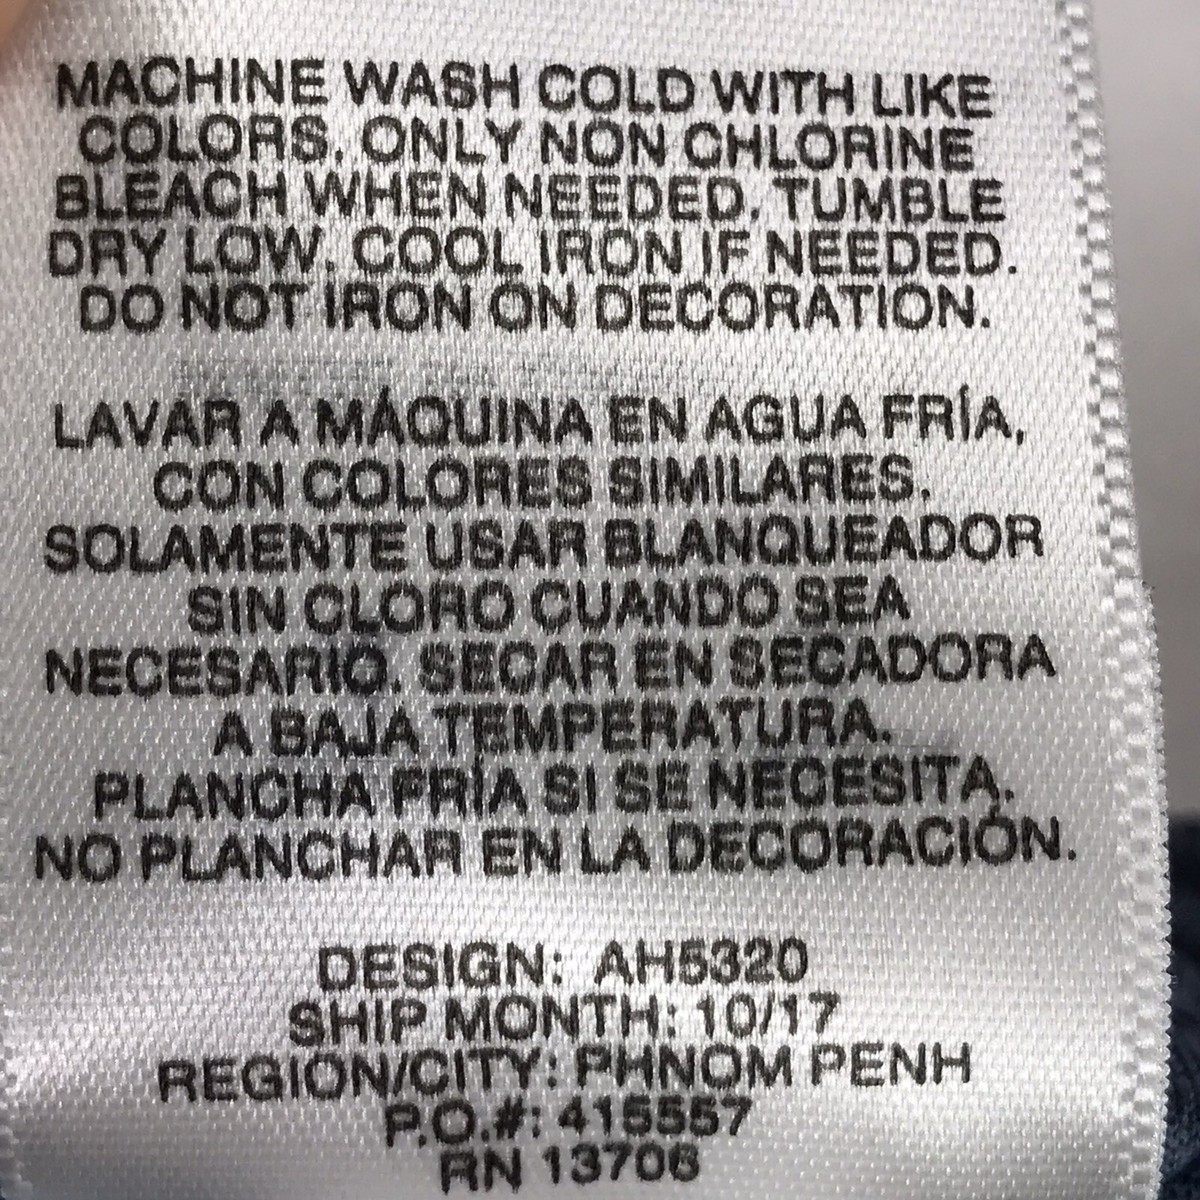 MACHINE WASH COLD WITH LIKE
COLORS. ONLY NON CHLORINE
BLEACH WHEN NEEDED. TUMBLE
DRY LOW. COOL IRON IF NEEDED.
DO NOT IRON ON DECORATION.
LAVAR A MÁQUINA EN AGUA FRÍA,
CON COLORES SIMILARES.
SOLAMENTE USAR BLANQUEADOR
SIN CLORO CUANDO SEA
NECESARIO. SECAR EN SECADORA
A BAJA TEMPERATURA.
PLANCHA FRÍA SI SE NECESITA.
NO PLANCHAR EN LA DECORACIÓN.
DESIGN: AH5320
SHIP MONTH: 10/17
REGION/CITY: PHNOM PENH
P.O.#: 415557
RN 13706